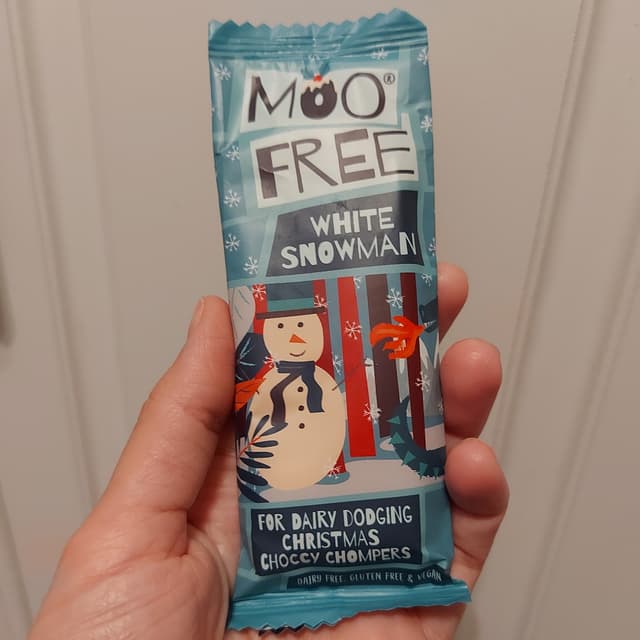 MOO®
FREE
WHITE
SNOWMAN
FOR DAIRY DODGING
CHRISTMAS
CHOCCY CHOMPERS
DAIRY FREE, GLUTEN FREE & VEGAN